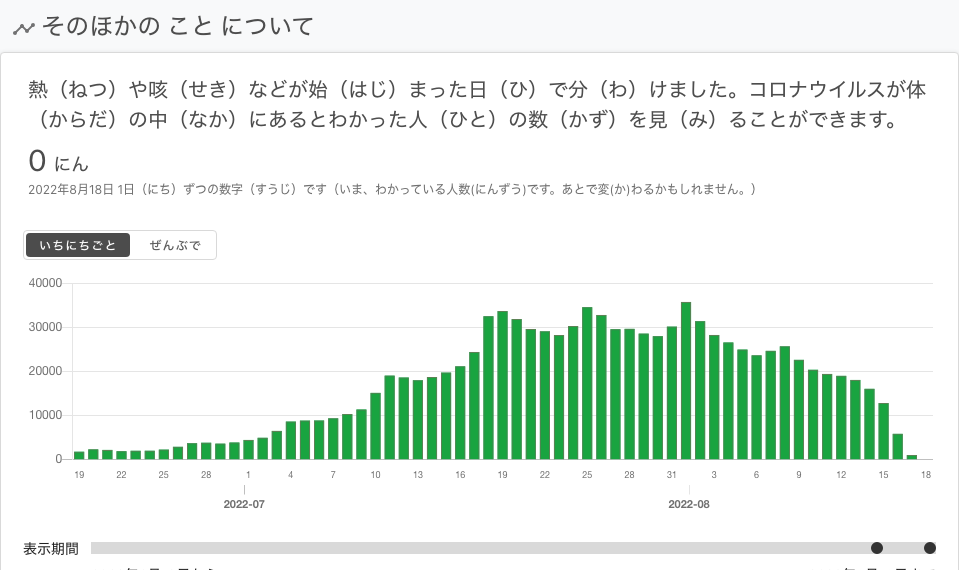 そのほかの こと について
熱（ねつ）や咳（せき）などが始（はじ）まった日（ひ）で分（わ）けました。コロナウイルスが体
（からだ）の中（なか）にあるとわかった人（ひと）の数（かず）を見（み）ることができます。
0 にん
2022年8月18日 1日（にち）ずつの数字（すうじ）です（いま、わかっている人数(にんずう)です。あとで変(か)わるかもしれません。）
いちにちごと ぜんぶで
40000
30000
20000
10000
0
19 22 25 28 1 4 7 10 13 16 19 22 25 28 31 3 6 9 12 15 18
2022-07 2022-08
表示期間